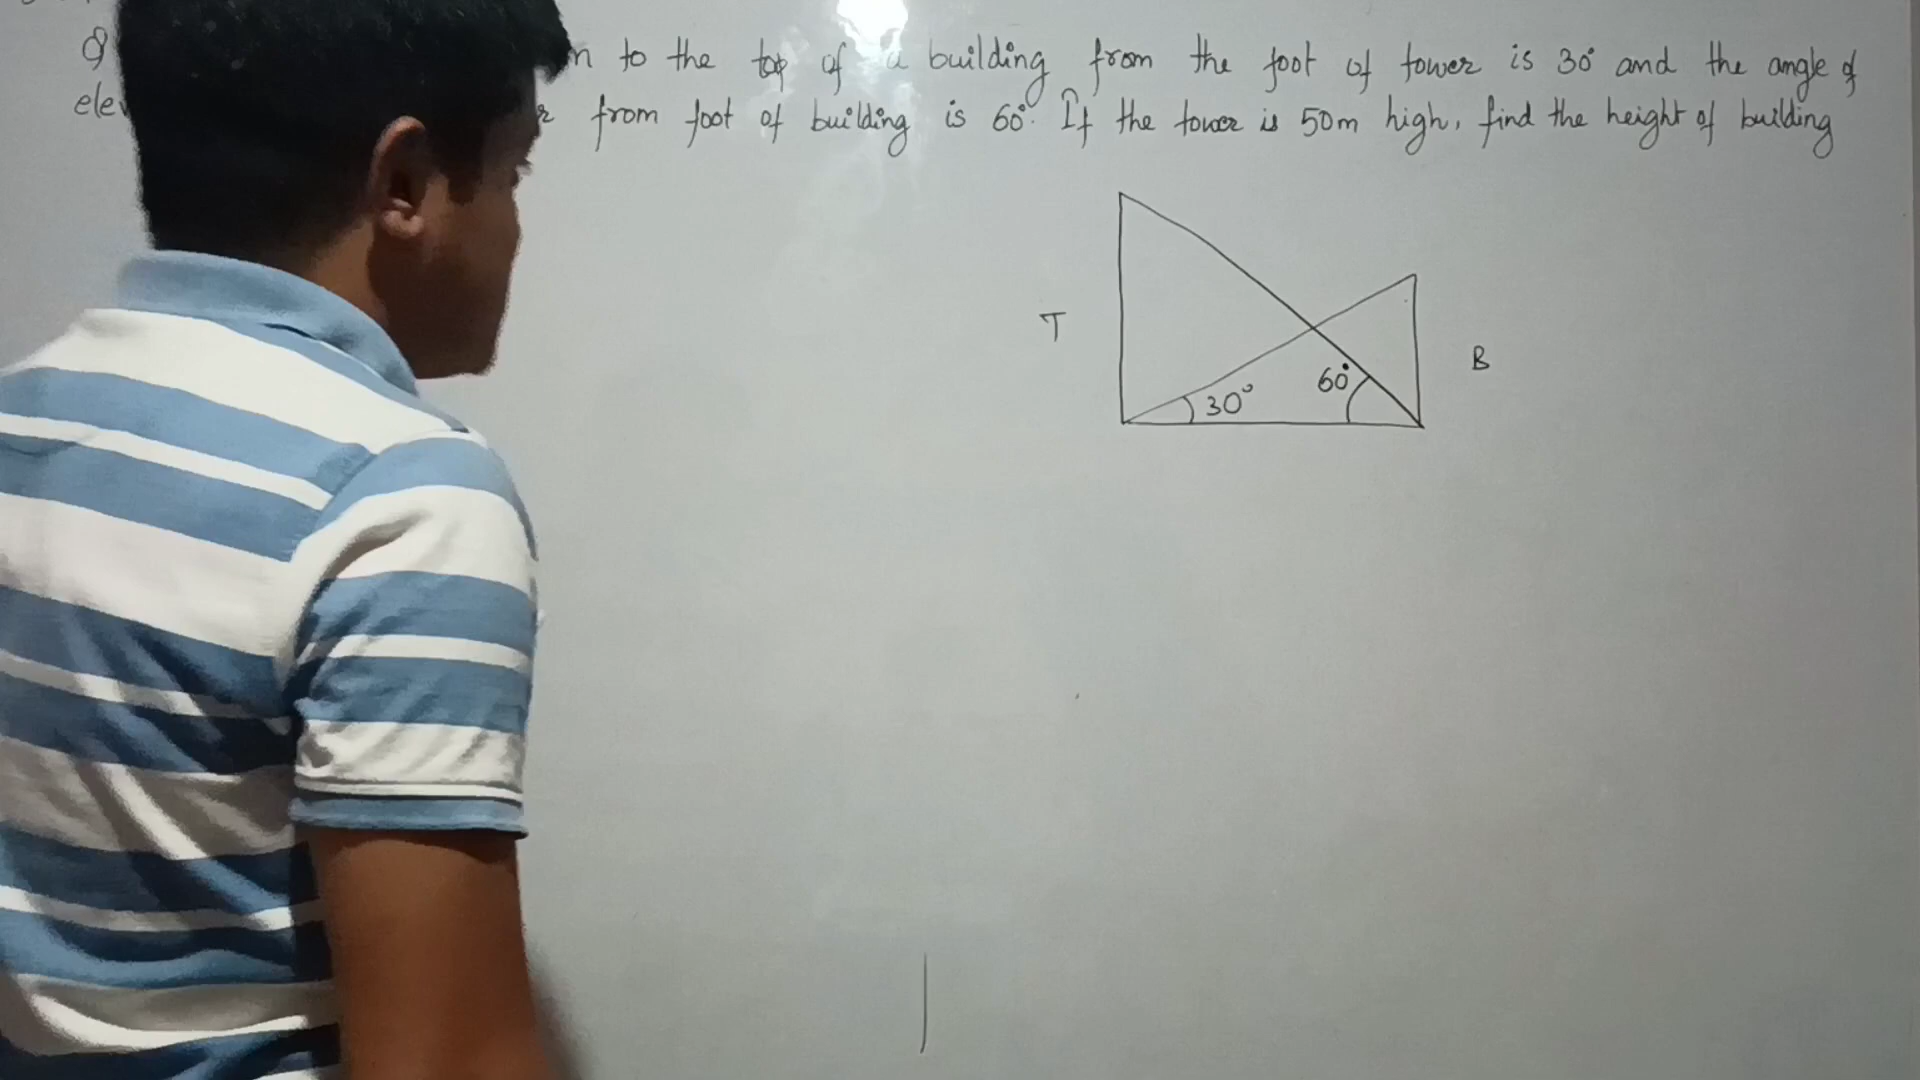 n to the top of a building from the foot of tower is 30° and the angle of
ele from foot of building is 60°. If the tower is 50m high, find the height of building
T
B
60°
30°